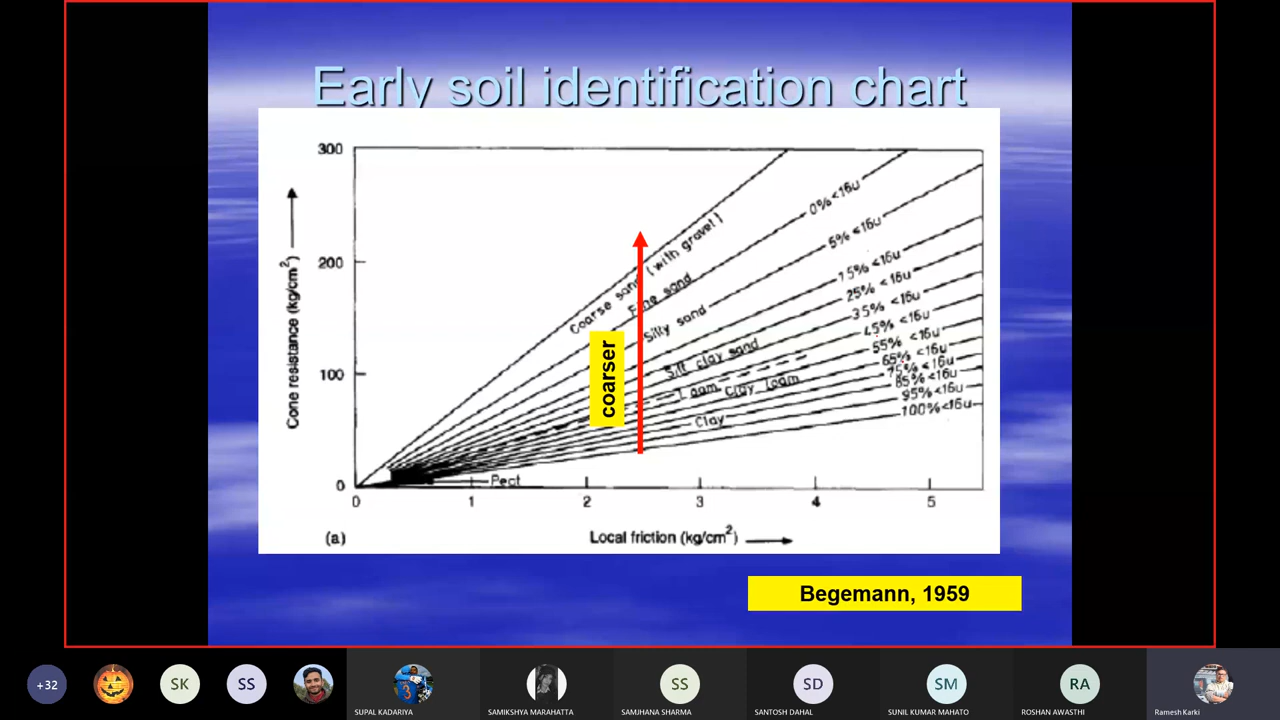 Early soil identification chart
300
200
100
0
Cone resistance (kg/cm²)
Coarse sand (with gravel)
Fine sand
Silty sand
Silt clay sand
Loam
Clay loam
Clay
Peat
0% <16u
5% <16u
15% <16u
25% <16u
35% <16u
45% <16u
55% <16u
65% <16u
75% <16u
85% <16u
95% <16u
100% <16u
coarser
0 1 2 3 4 5
(a)
Local friction (kg/cm²)
Begemann, 1959
+32
SK
SS
SS
SD
SM
RA
SUPAL KADARIYA
SAMIKSHYA MARAHATTA
SAMJHANA SHARMA
SANTOSH DAHAL
SUNIL KUMAR MAHATO
ROSHAN AWASTHI
Ramesh Karki